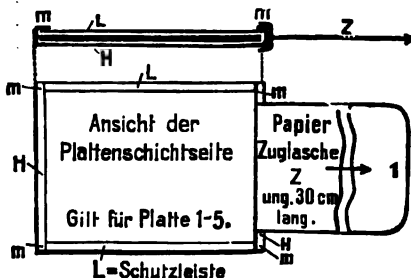 m L m Z
H
m L m
Ansicht der
Plattenschichtseite
H
Gilt für Platte 1-5.
Papier
Zuglasche
Z
ung. 30 cm
lang.
1
m H
m
L=Schutzleiste